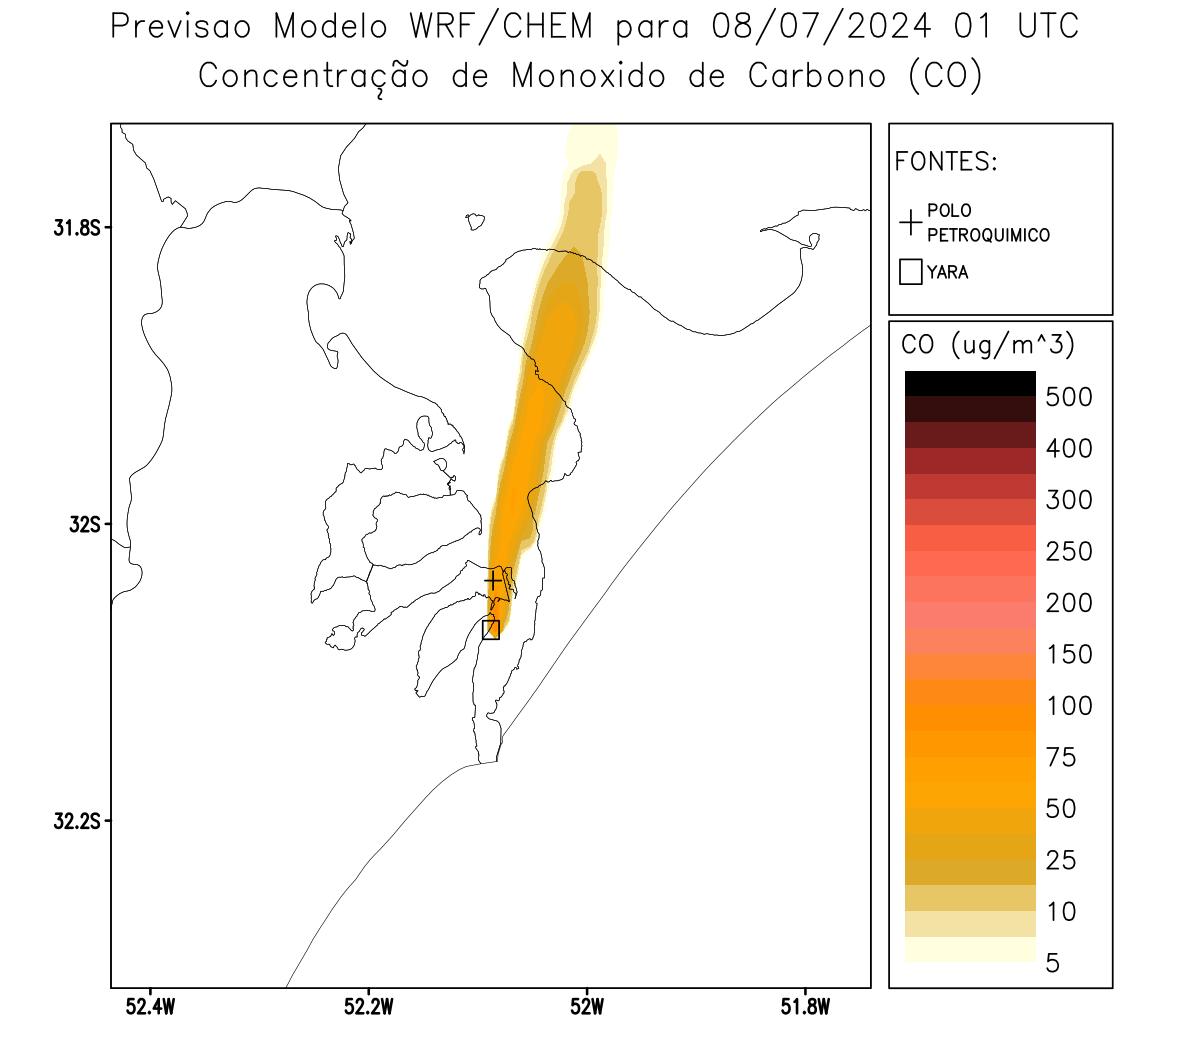 Previsao Modelo WRF/CHEM para 08/07/2024 01 UTC
Concentração de Monoxido de Carbono (CO)
FONTES:
POLO
PETROQUIMICO
YARA
31.8S
32S
32.2S
52.4W
52.2W
52W
51.8W
CO (ug/m^3)
500
400
300
250
200
150
100
75
50
25
10
5